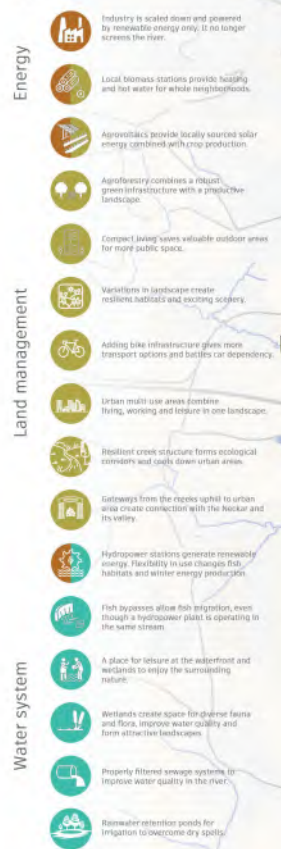 Energy
Industry is scaled down and powered
by renewable energy only. It no longer
screens the river.
Local biomass stations provide heating
and hot water for whole neighborhoods.
Agrovoltaics provide locally sourced solar
energy combined with crop production.
Agroforestry combines a robust
green infrastructure with a productive
landscape.
Land management
Compact living saves valuable outdoor areas
for more public space.
Variations in landscape create
resilient habitats and exciting scenery.
Adding bike infrastructure gives more
transport options and battles car dependency.
Urban multi use areas combine
living, working and leisure in one landscape.
Resilient creek structure forms ecological
corridors and cools down urban areas.
Gateways from the creeks uphill to urban
area create connection with the Neckar and
its valley.
Hydropower stations generate renewable
energy. Flexibility in use changes fish
habitats and winter energy production.
Water system
Fish bypasses allow fish migration, even
though a hydropower plant is operating in
the same stream.
A place for leisure at the waterfront and
wetlands to enjoy the surrounding
nature.
Wetlands create space for diverse fauna
and flora, improve water quality and
form attractive landscapes.
Properly filtered sewage systems to
improve water quality in the river.
Rainwater retention ponds for
irrigation to overcome dry spells.